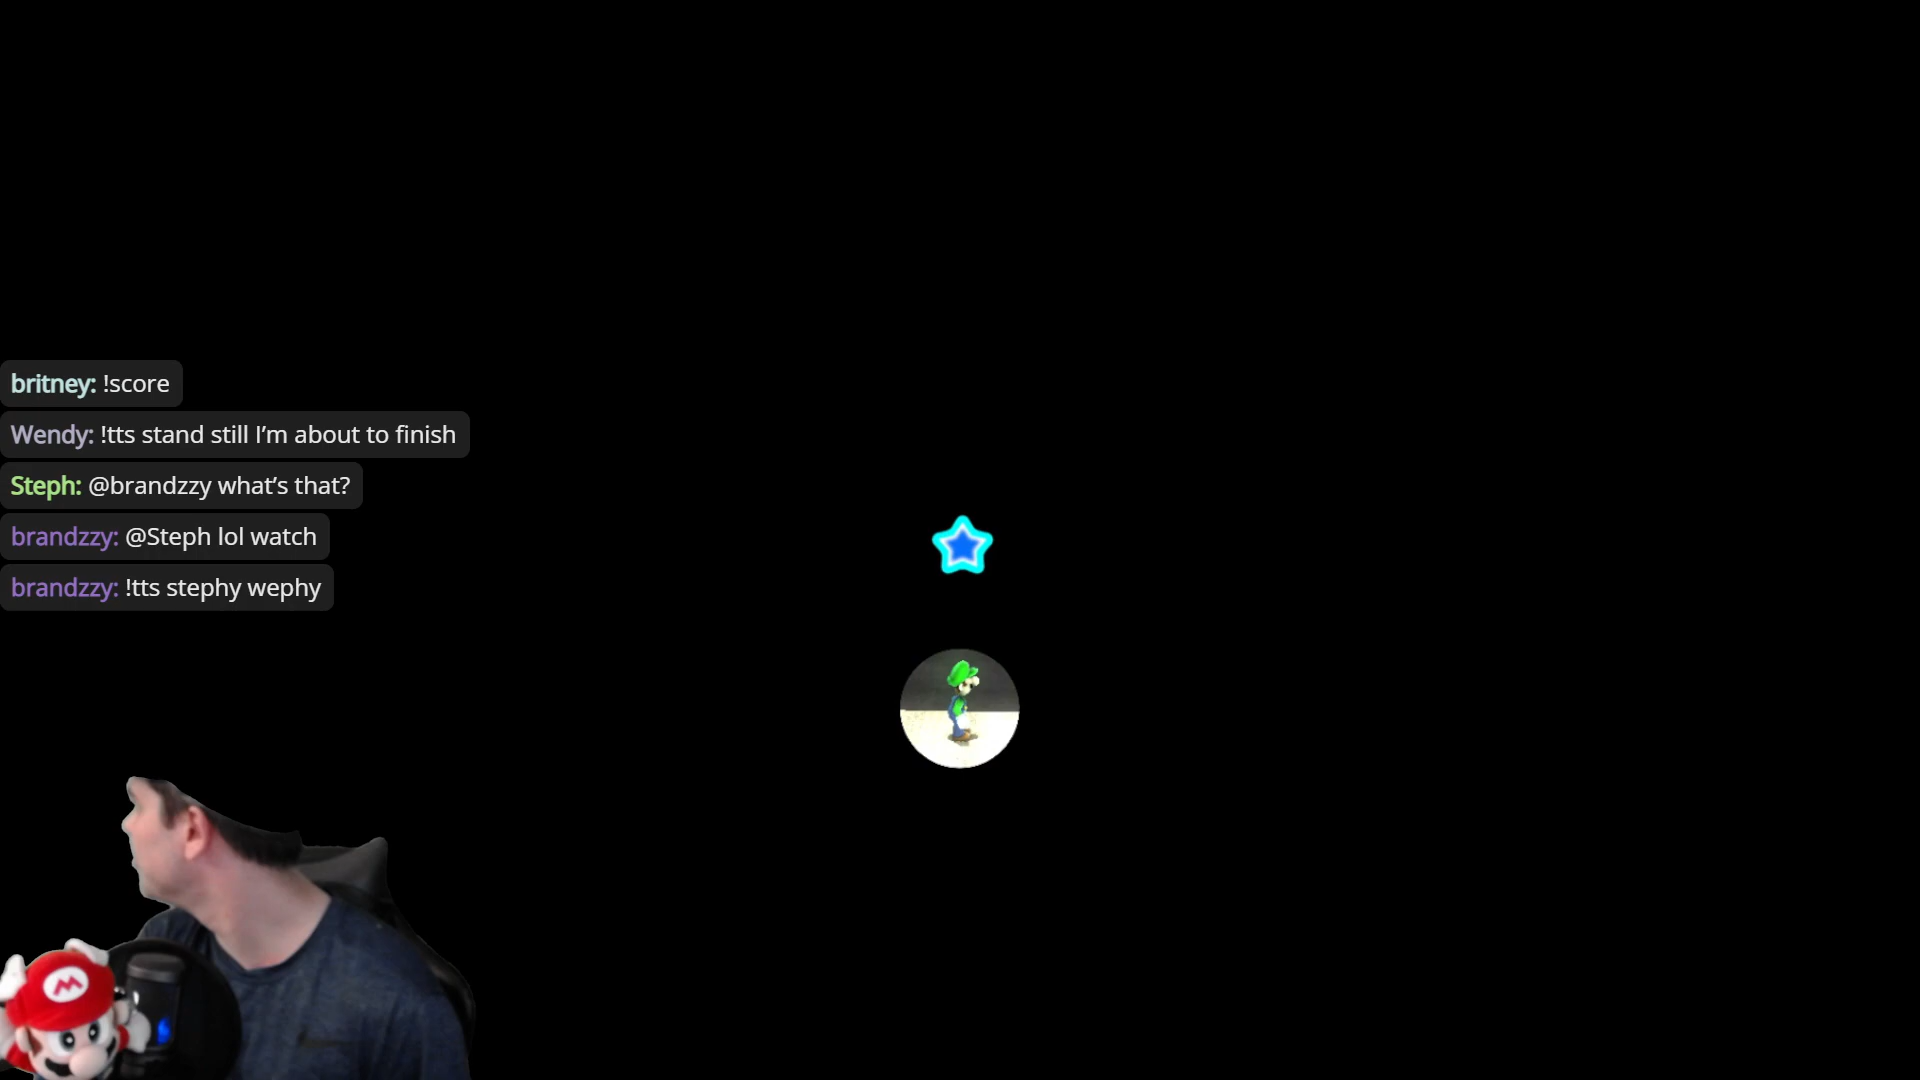 britney: !score
Wendy: !tts stand still I’m about to finish
Steph: @brandzzy what’s that?
brandzzy: @Steph lol watch
brandzzy: !tts stephy wephy
M